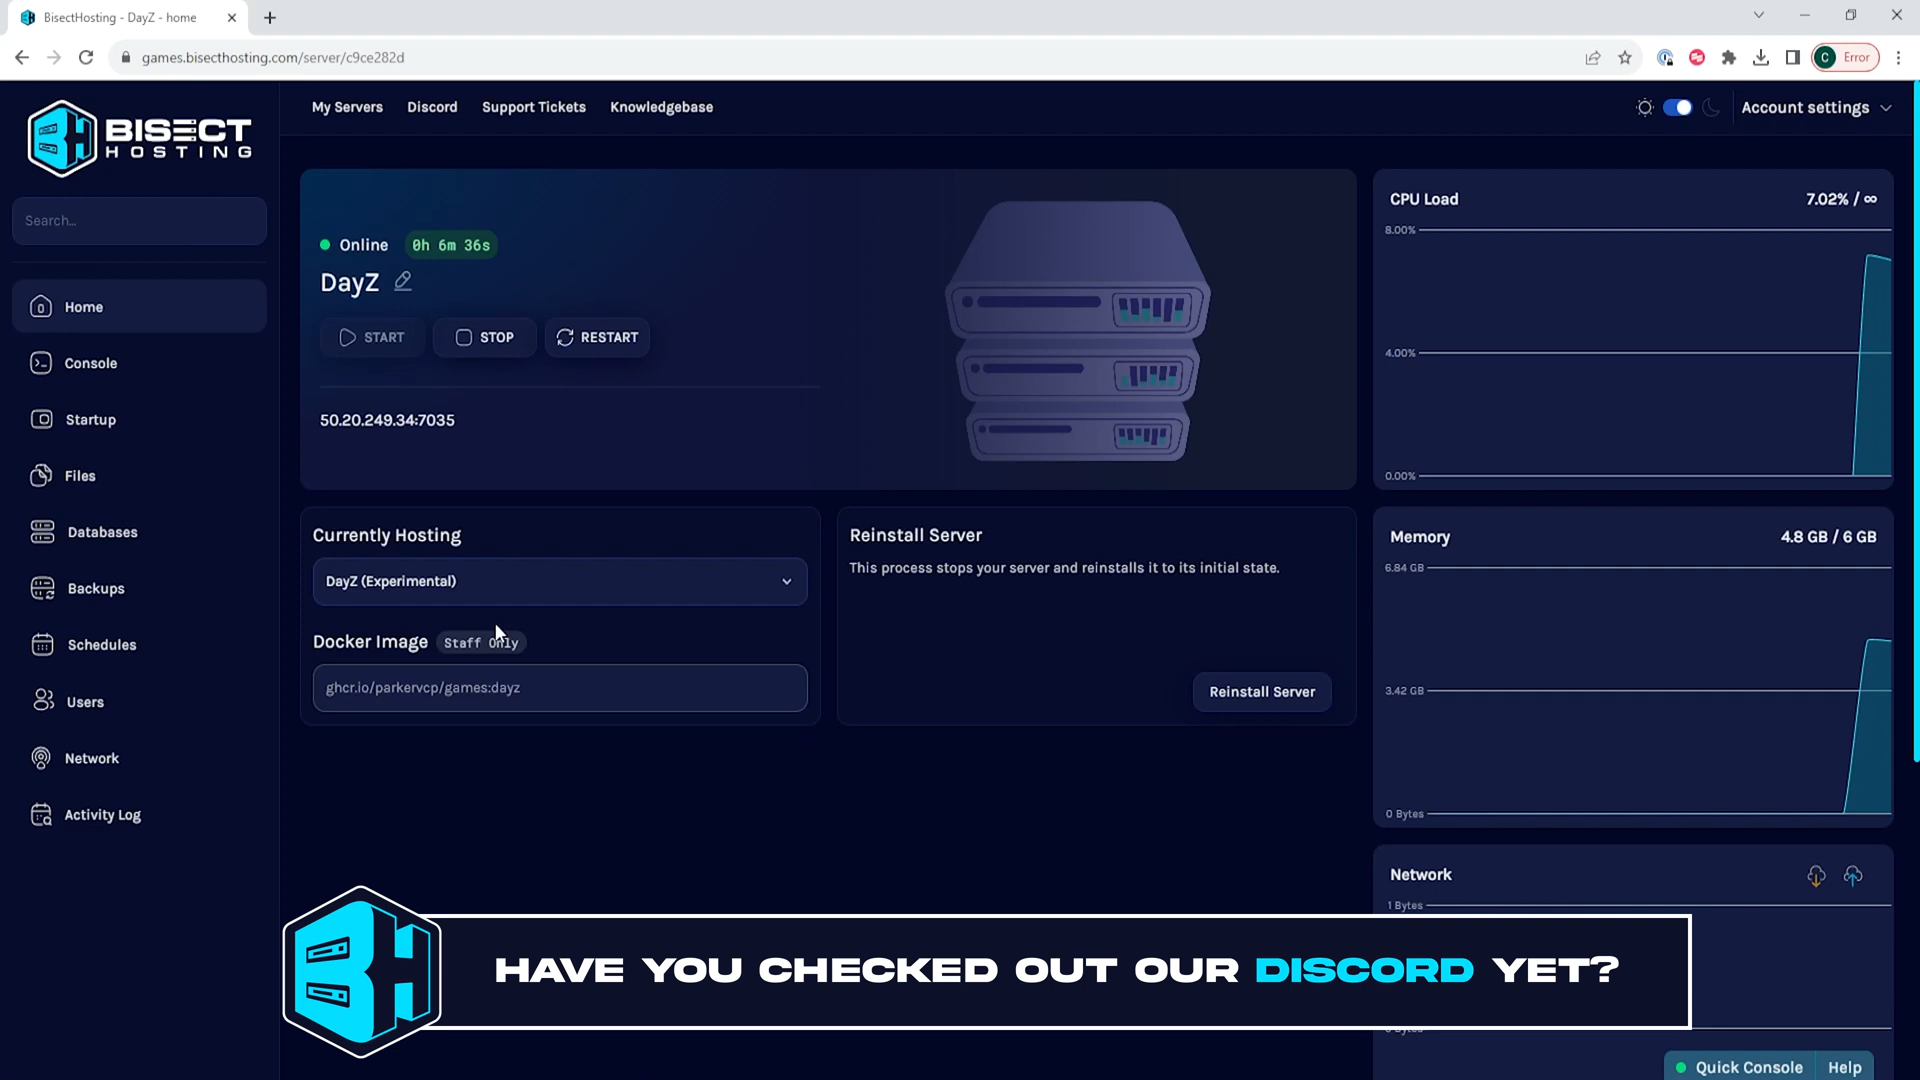 BisectHosting - DayZ - home
games.bisecthosting.com/server/c9ce282d
C Error
BISECT
HOSTING
My Servers Discord Support Tickets Knowledgebase
Account settings
Search...
Home
Console
Startup
Files
Databases
Backups
Schedules
Users
Network
Activity Log
Online 0h 6m 36s
DayZ
START STOP RESTART
50.20.249.34:7035
Currently Hosting
DayZ (Experimental)
Docker Image Staff Only
ghcr.io/parkervcp/games:dayz
Reinstall Server
This process stops your server and reinstalls it to its initial state.
Reinstall Server
CPU Load 7.02% / ∞
8.00%
4.00%
0.00%
Memory 4.8 GB / 6 GB
6.84 GB
3.42 GB
0 Bytes
Network
1 Bytes
HAVE YOU CHECKED OUT OUR DISCORD YET?
Quick Console Help